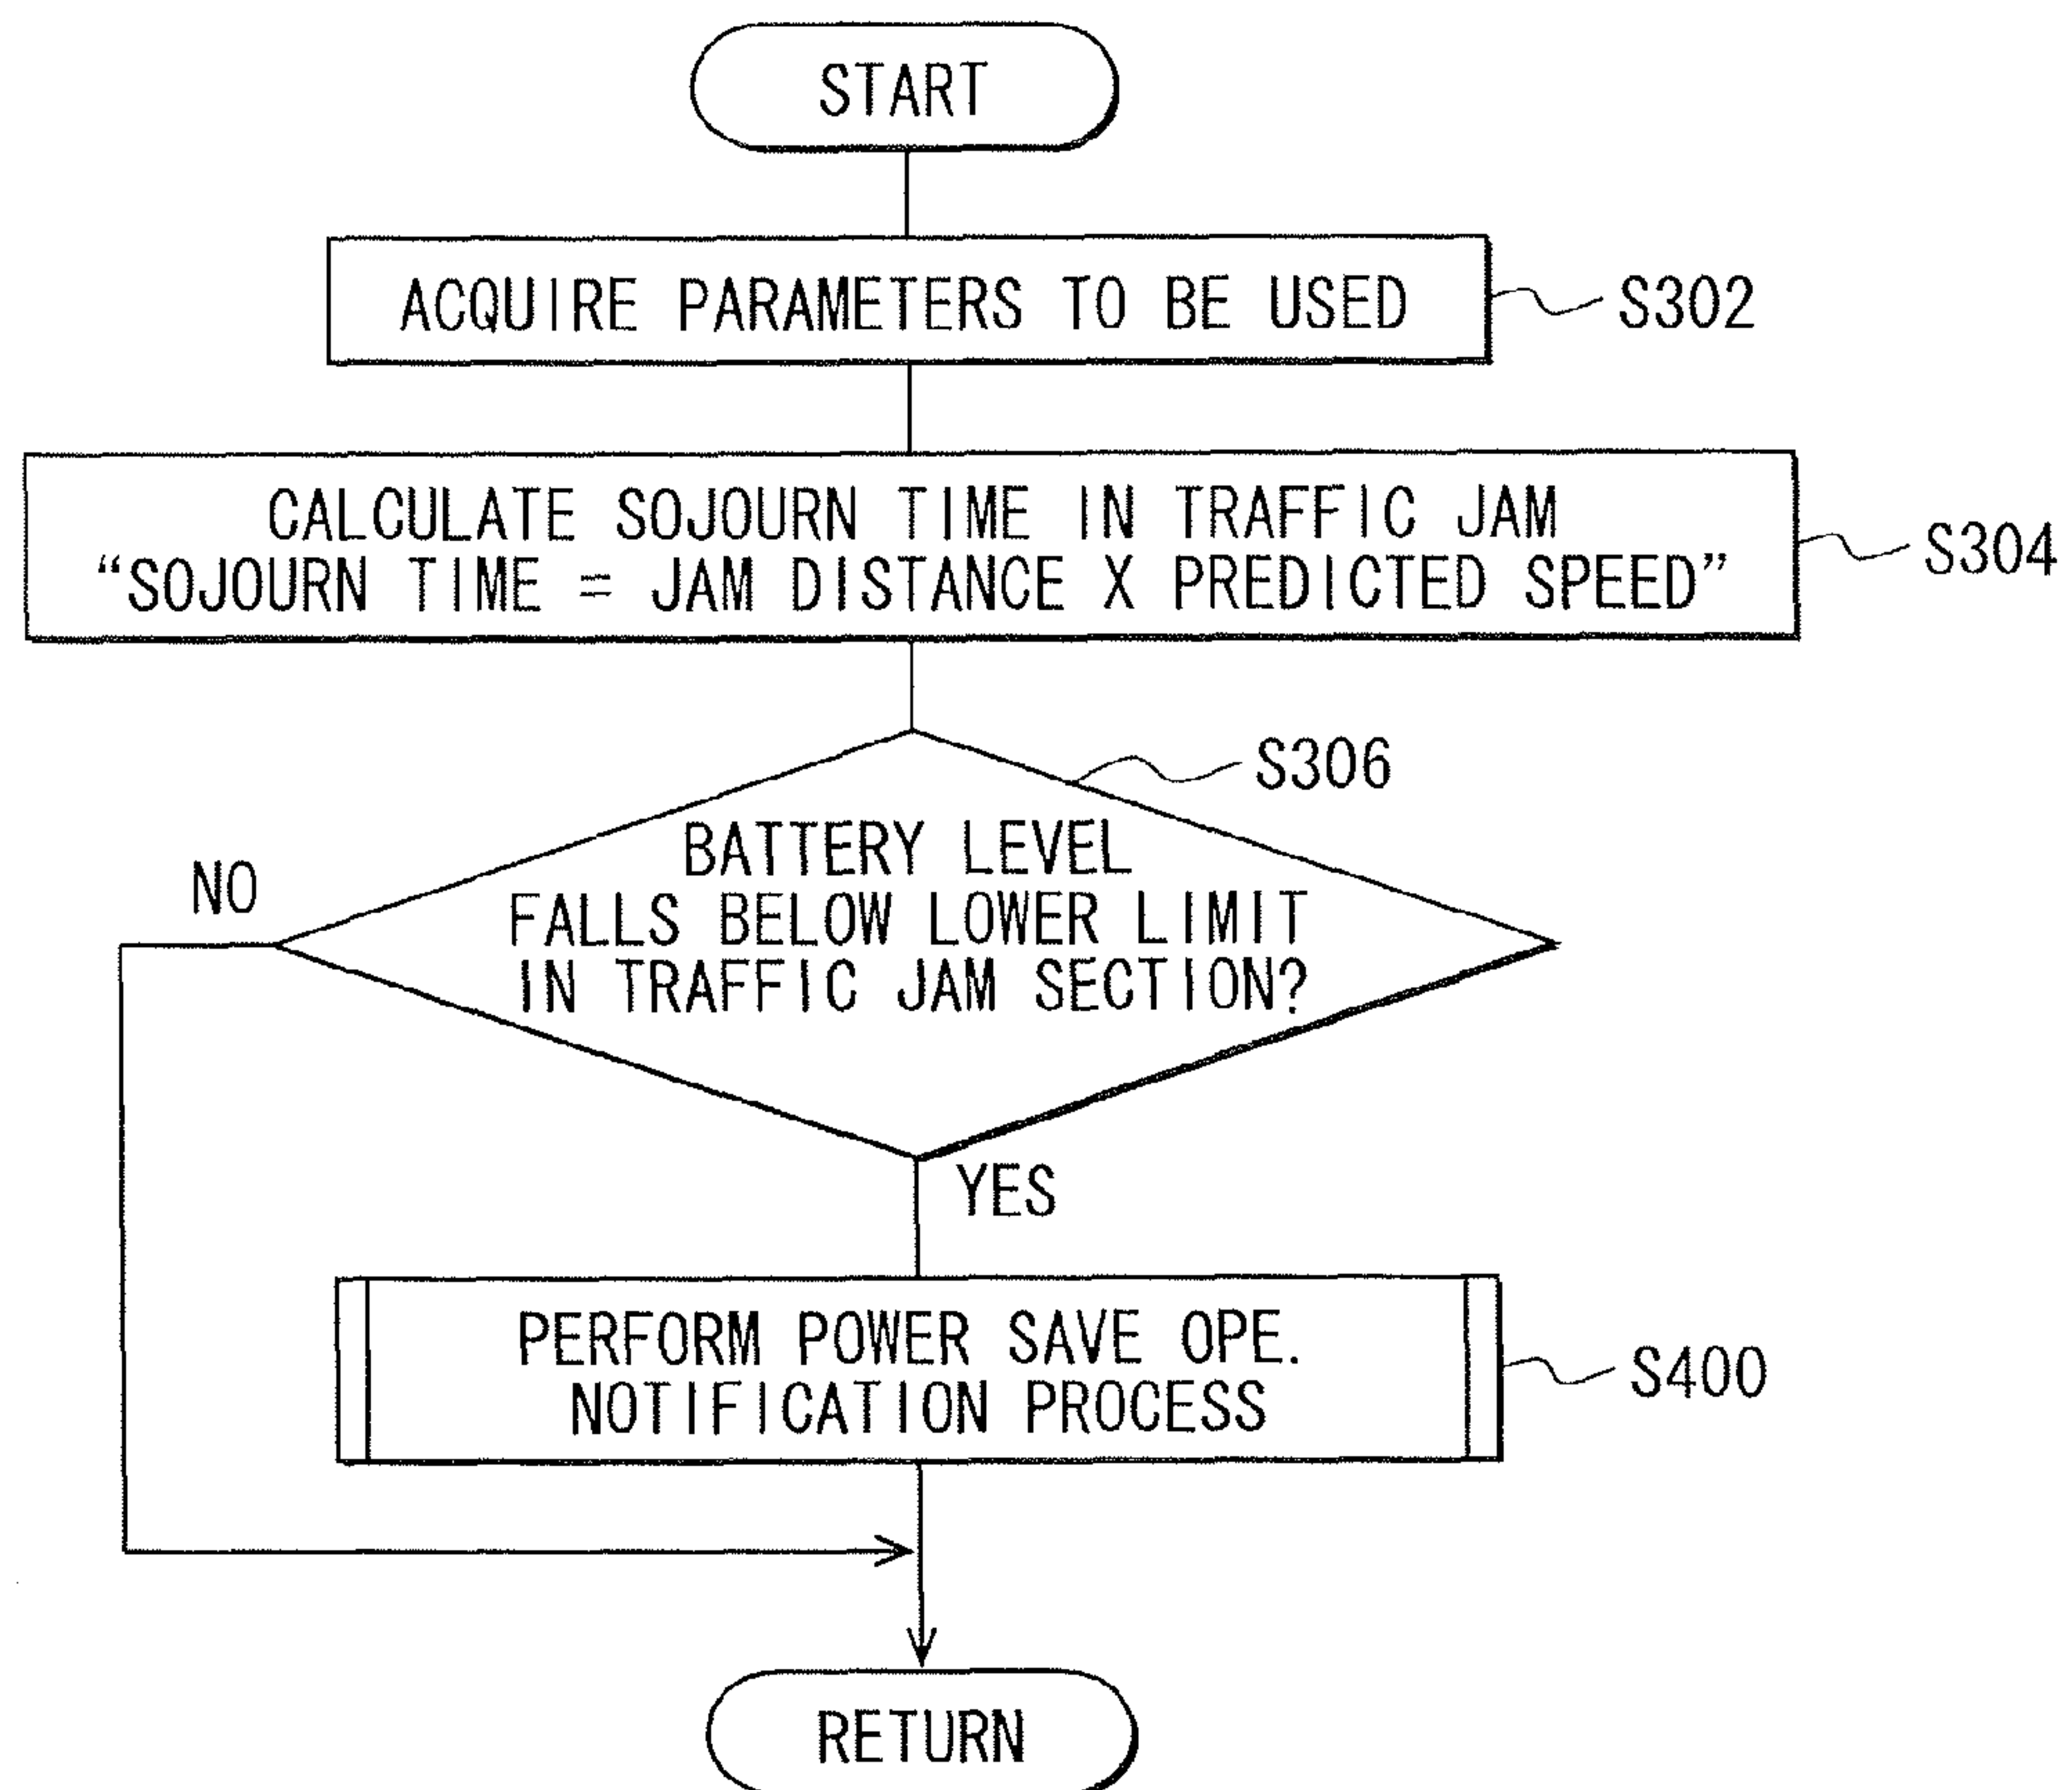 START
ACQUIRE PARAMETERS TO BE USED
S302
CALCULATE SOJOURN TIME IN TRAFFIC JAM
“SOJOURN TIME = JAM DISTANCE X PREDICTED SPEED”
S304
S306
BATTERY LEVEL
FALLS BELOW LOWER LIMIT
IN TRAFFIC JAM SECTION?
NO
YES
PERFORM POWER SAVE OPE.
NOTIFICATION PROCESS
S400
RETURN